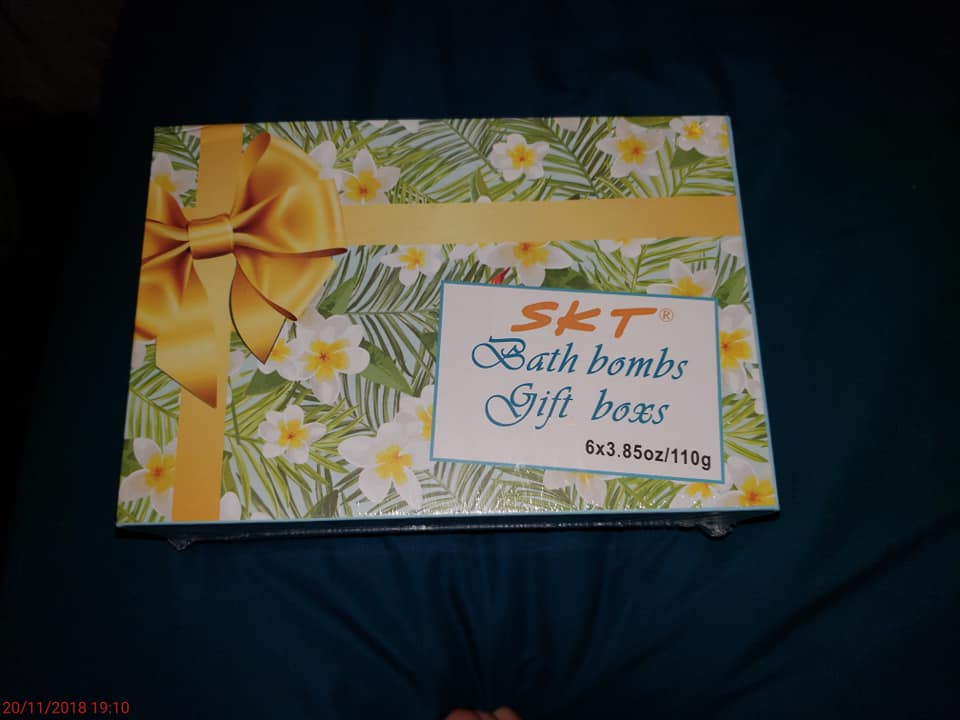 SKT®
Bath bombs
Gift boxs
6x3.85oz/110g
20/11/2018 19:10